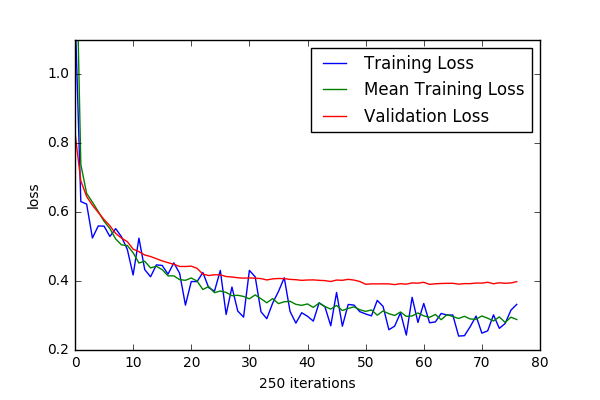 1.0
0.8
0.6
0.4
0.2
loss
0 10 20 30 40 50 60 70 80
250 iterations
Training Loss
Mean Training Loss
Validation Loss